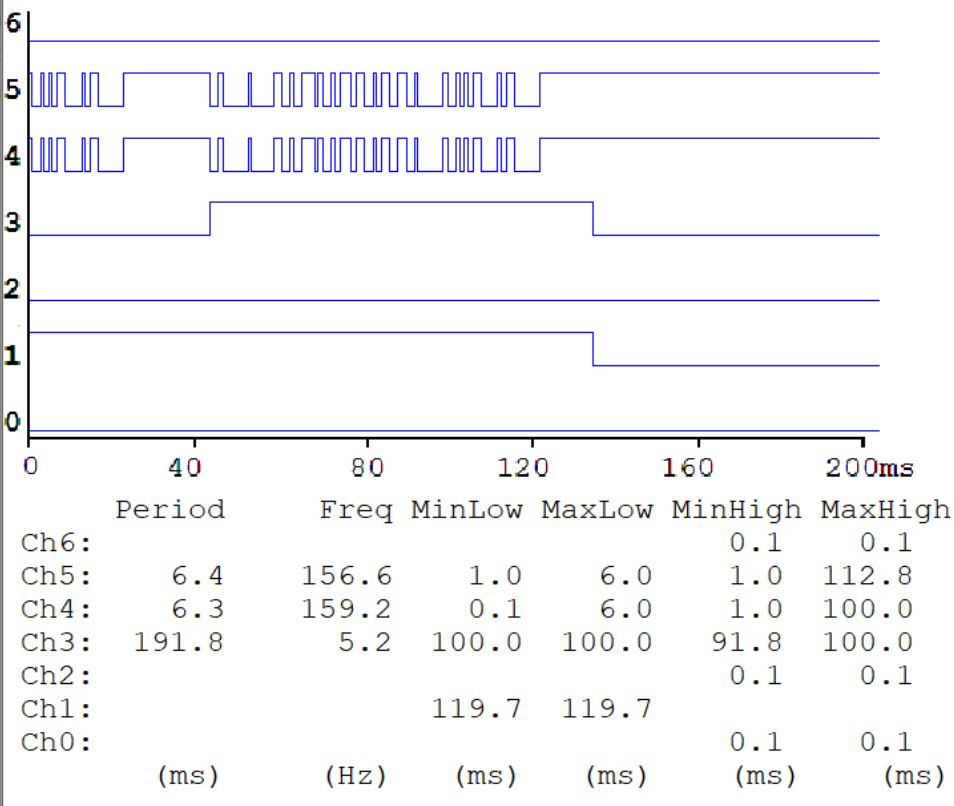 6
5
4
3
2
1
0
0 40 80 120 160 200ms
Period Freq MinLow MaxLow MinHigh MaxHigh
Ch6: 0.1 0.1
Ch5: 6.4 156.6 1.0 6.0 1.0 112.8
Ch4: 6.3 159.2 0.1 6.0 1.0 100.0
Ch3: 191.8 5.2 100.0 100.0 91.8 100.0
Ch2: 0.1 0.1
Ch1: 119.7 119.7
Ch0: 0.1 0.1
(ms) (Hz) (ms) (ms) (ms) (ms)